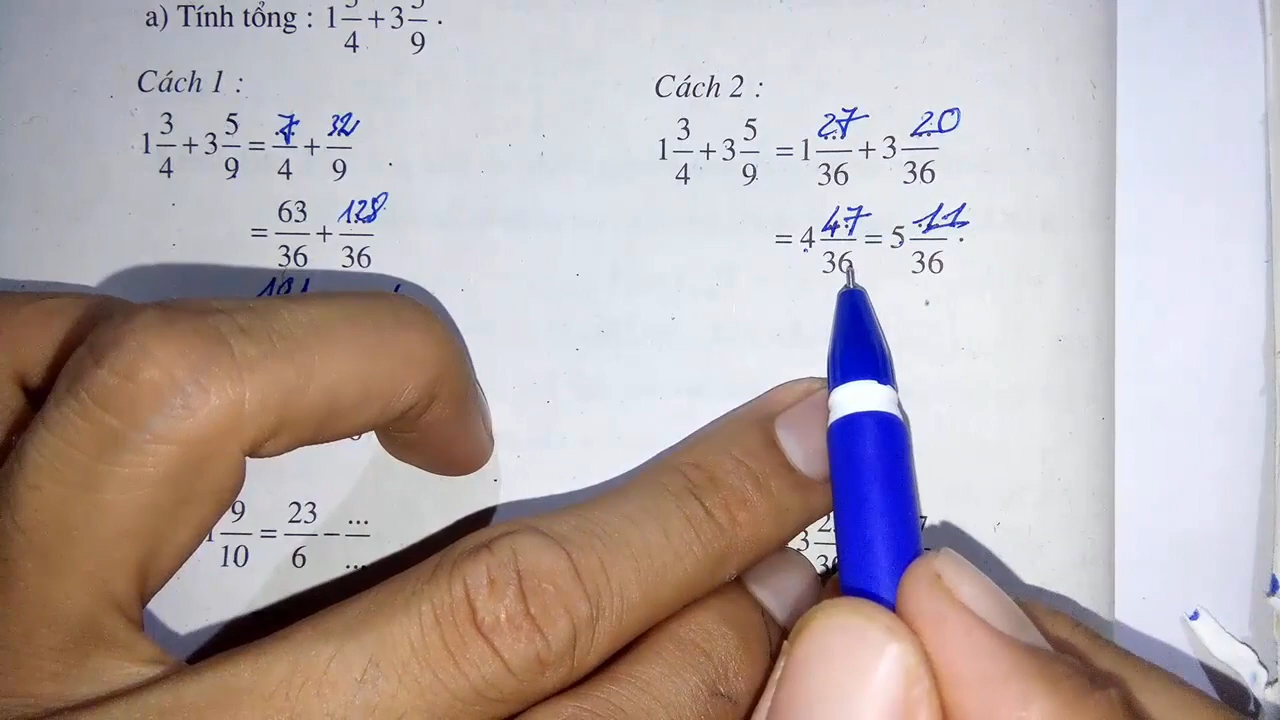 a) Tính tổng : 1 3/4 + 3 5/9 .
Cách 1 :
1 3/4 + 3 5/9 = 7/4 + 32/9
= 63/36 + 128/36
191
Cách 2 :
1 3/4 + 3 5/9 = 1 27/36 + 3 20/36
= 4 47/36 = 5 11/36 .
9/10 = 23/6 - .../...